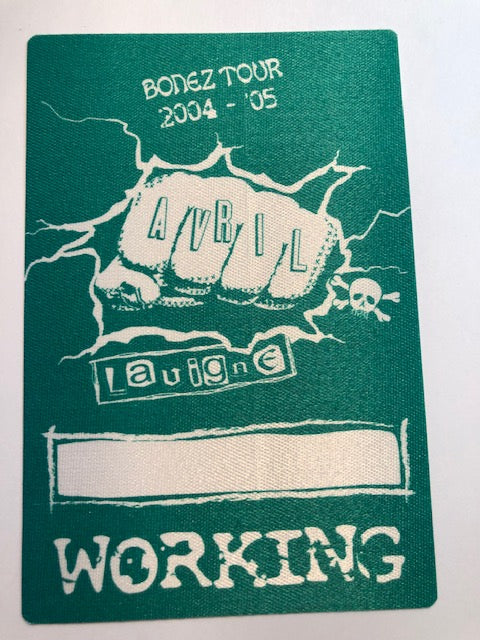 BONEZ TOUR
2004 - '05
AVRIL
Lavigne
WORKING